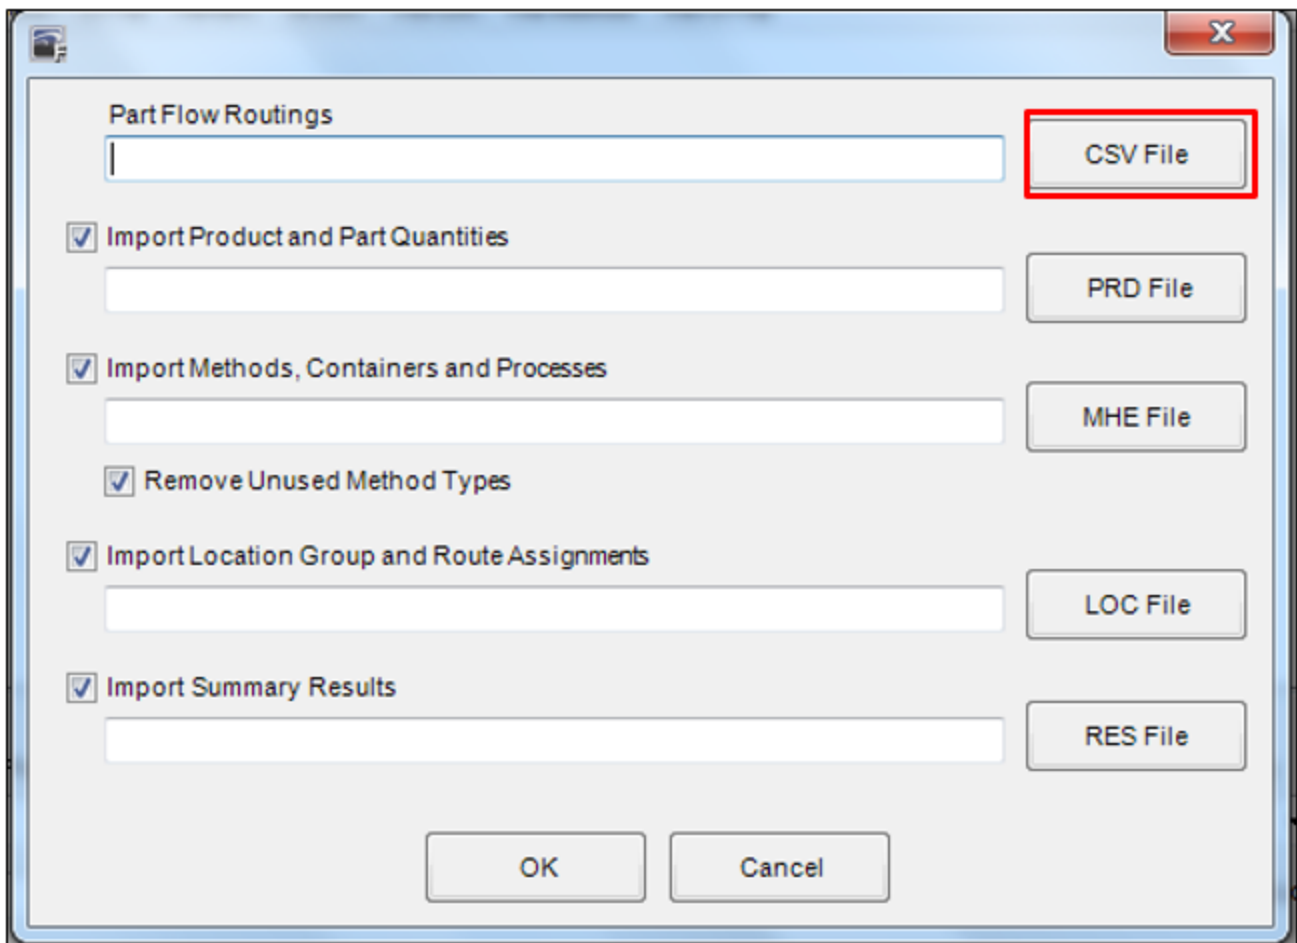 Part Flow Routings
CSV File
Import Product and Part Quantities
PRD File
Import Methods, Containers and Processes
MHE File
Remove Unused Method Types
Import Location Group and Route Assignments
LOC File
Import Summary Results
RES File
OK
Cancel